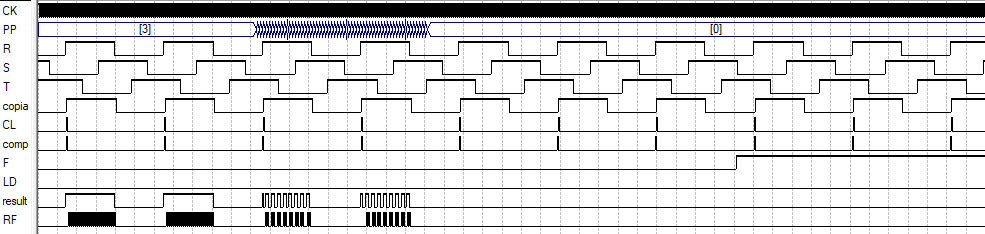 CK
PP [3] [0]
R
S
T
copia
CL
comp
F
LD
result
RF